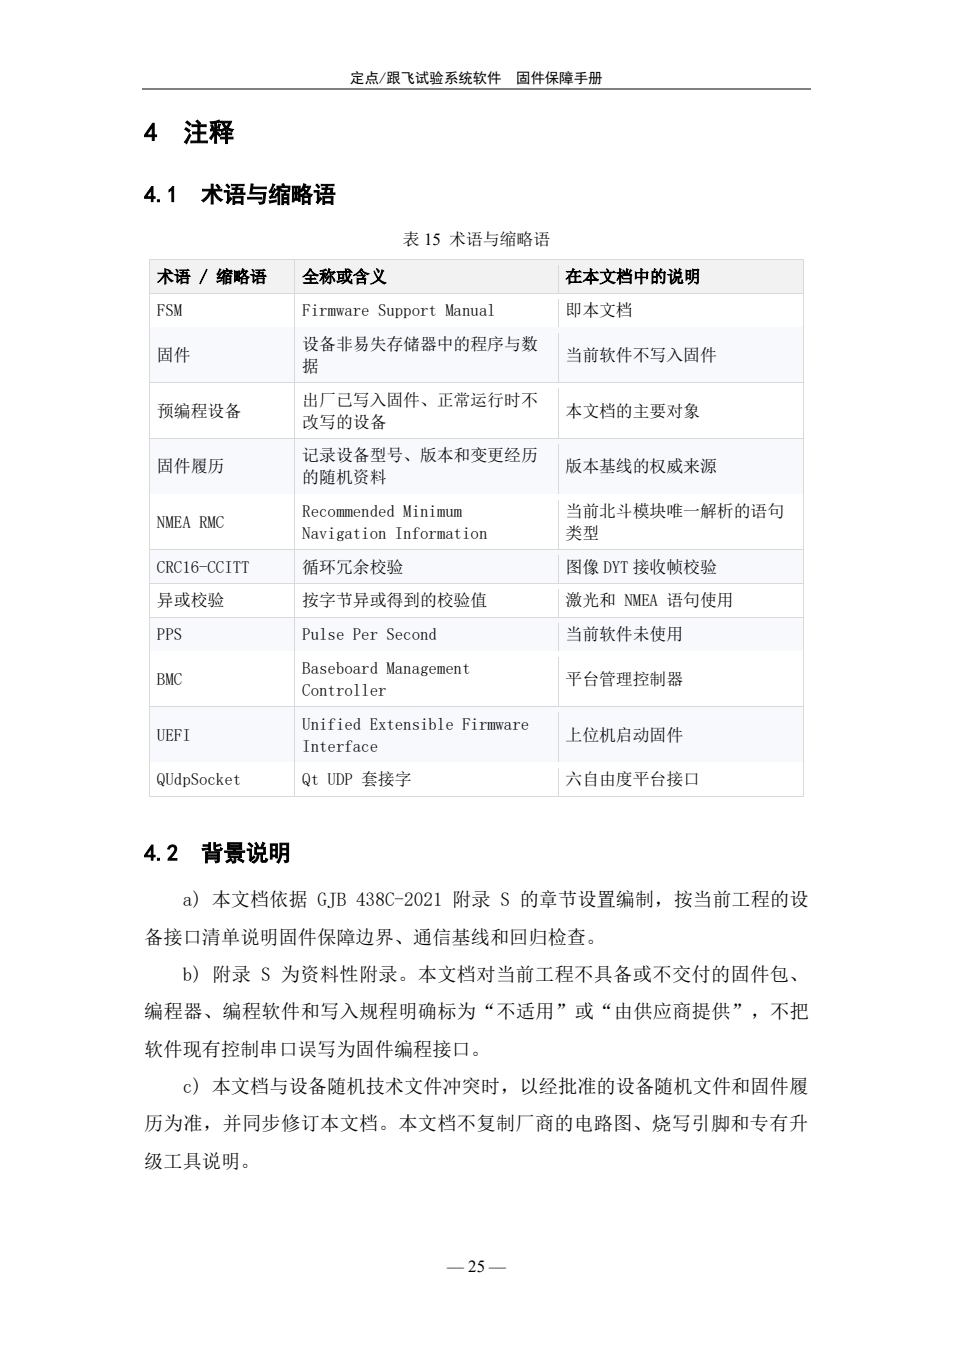 定点/跟飞试验系统软件　固件保障手册
4　注释
4.1　术语与缩略语
表 15 术语与缩略语
术语 / 缩略语　全称或含义　在本文档中的说明
FSM　Firmware Support Manual　即本文档
固件　设备非易失存储器中的程序与数据　当前软件不写入固件
预编程设备　出厂已写入固件、正常运行时不改写的设备　本文档的主要对象
固件履历　记录设备型号、版本和变更经历的随机资料　版本基线的权威来源
NMEA RMC　Recommended Minimum Navigation Information　当前北斗模块唯一解析的语句类型
CRC16-CCITT　循环冗余校验　图像 DYT 接收帧校验
异或校验　按字节异或得到的校验值　激光和 NMEA 语句使用
PPS　Pulse Per Second　当前软件未使用
BMC　Baseboard Management Controller　平台管理控制器
UEFI　Unified Extensible Firmware Interface　上位机启动固件
QUdpSocket　Qt UDP 套接字　六自由度平台接口
4.2　背景说明
a) 本文档依据 GJB 438C-2021 附录 S 的章节设置编制，按当前工程的设
备接口清单说明固件保障边界、通信基线和回归检查。
b) 附录 S 为资料性附录。本文档对当前工程不具备或不交付的固件包、
编程器、编程软件和写入规程明确标为“不适用”或“由供应商提供”，不把
软件现有控制串口误写为固件编程接口。
c) 本文档与设备随机技术文件冲突时，以经批准的设备随机文件和固件履
历为准，并同步修订本文档。本文档不复制厂商的电路图、烧写引脚和专有升
级工具说明。
— 25 —